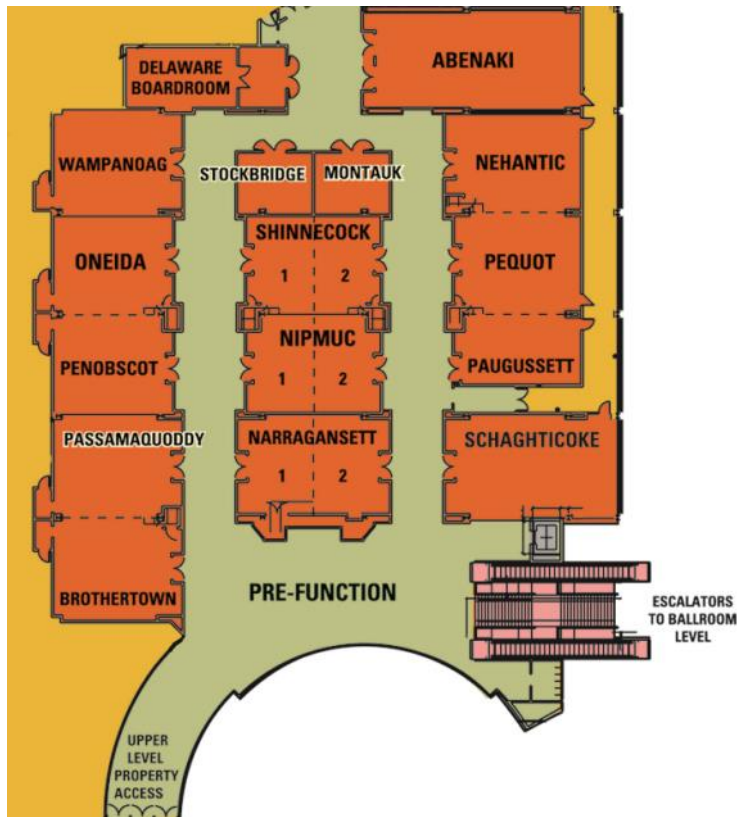 ABENAKI
DELAWARE
BOARDROOM
WAMPANOAG
STOCKBRIDGE
MONTAUK
NEHANTIC
SHINNECOCK
1 2
ONEIDA
PEQUOT
NIPMUC
1 2
PENOBSCOT
PAUGUSSETT
PASSAMAQUODDY
NARRAGANSETT
1 2
SCHAGHTICOKE
BROTHERTOWN
PRE-FUNCTION
ESCALATORS
TO BALLROOM
LEVEL
UPPER
LEVEL
PROPERTY
ACCESS